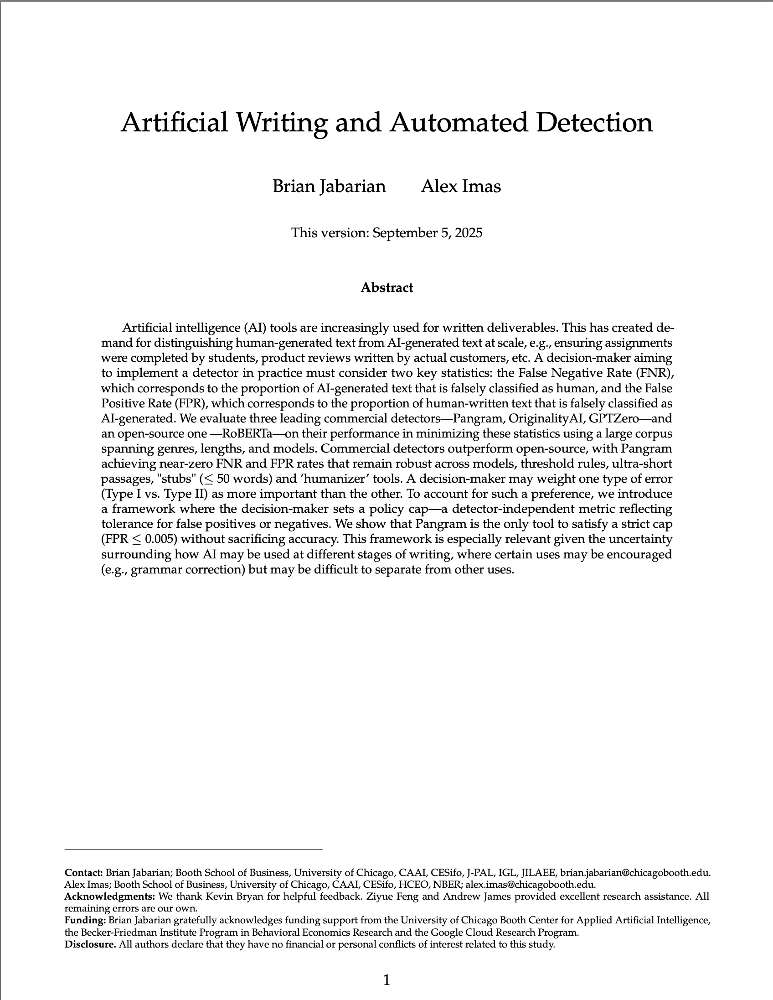 Artificial Writing and Automated Detection
Brian Jabarian Alex Imas
This version: September 5, 2025
Abstract
Artificial intelligence (AI) tools are increasingly used for written deliverables. This has created de-
mand for distinguishing human-generated text from AI-generated text at scale, e.g., ensuring assignments
were completed by students, product reviews written by actual customers, etc. A decision-maker aiming
to implement a detector in practice must consider two key statistics: the False Negative Rate (FNR),
which corresponds to the proportion of AI-generated text that is falsely classified as human, and the False
Positive Rate (FPR), which corresponds to the proportion of human-written text that is falsely classified as
AI-generated. We evaluate three leading commercial detectors—Pangram, OriginalityAI, GPTZero—and
an open-source one —RoBERTa—on their performance in minimizing these statistics using a large corpus
spanning genres, lengths, and models. Commercial detectors outperform open-source, with Pangram
achieving near-zero FNR and FPR rates that remain robust across models, threshold rules, ultra-short
passages, "stubs" (≤ 50 words) and ’humanizer’ tools. A decision-maker may weight one type of error
(Type I vs. Type II) as more important than the other. To account for such a preference, we introduce
a framework where the decision-maker sets a policy cap—a detector-independent metric reflecting
tolerance for false positives or negatives. We show that Pangram is the only tool to satisfy a strict cap
(FPR ≤ 0.005) without sacrificing accuracy. This framework is especially relevant given the uncertainty
surrounding how AI may be used at different stages of writing, where certain uses may be encouraged
(e.g., grammar correction) but may be difficult to separate from other uses.
Contact: Brian Jabarian; Booth School of Business, University of Chicago, CAAI, CESifo, J-PAL, IGL, JILAEE, brian.jabarian@chicagobooth.edu.
Alex Imas; Booth School of Business, University of Chicago, CAAI, CESifo, HCEO, NBER; alex.imas@chicagobooth.edu.
Acknowledgments: We thank Kevin Bryan for helpful feedback. Ziyue Feng and Andrew James provided excellent research assistance. All
remaining errors are our own.
Funding: Brian Jabarian gratefully acknowledges funding support from the University of Chicago Booth Center for Applied Artificial Intelligence,
the Becker-Friedman Institute Program in Behavioral Economics Research and the Google Cloud Research Program.
Disclosure. All authors declare that they have no financial or personal conflicts of interest related to this study.
1